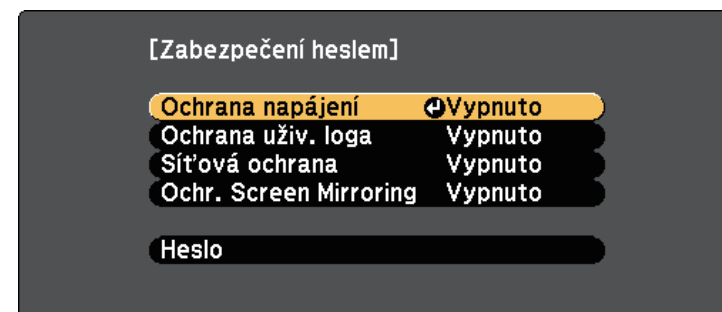 [Zabezpečení heslem]
Ochrana napájení Vypnuto
Ochrana uživ. loga Vypnuto
Síťová ochrana Vypnuto
Ochr. Screen Mirroring Vypnuto
Heslo